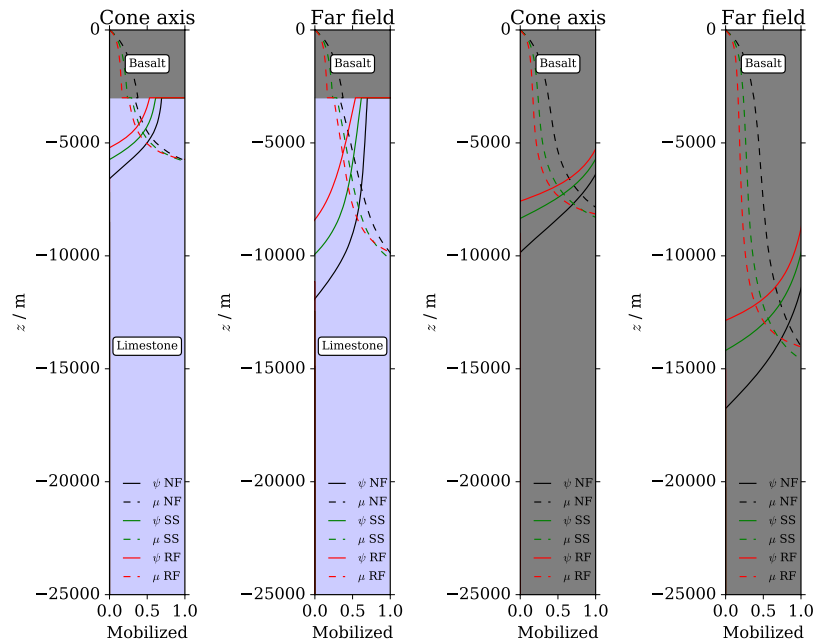 Cone axis
0
−5000
−10000
−15000
−20000
−25000
z / m
Basalt
Limestone
ψ NF
μ NF
ψ SS
μ SS
ψ RF
μ RF
0.0 0.5 1.0
Mobilized
Far field
0
−5000
−10000
−15000
−20000
−25000
z / m
Basalt
Limestone
ψ NF
μ NF
ψ SS
μ SS
ψ RF
μ RF
0.0 0.5 1.0
Mobilized
Cone axis
0
−5000
−10000
−15000
−20000
−25000
z / m
Basalt
ψ NF
μ NF
ψ SS
μ SS
ψ RF
μ RF
0.0 0.5 1.0
Mobilized
Far field
0
−5000
−10000
−15000
−20000
−25000
z / m
Basalt
ψ NF
μ NF
ψ SS
μ SS
ψ RF
μ RF
0.0 0.5 1.0
Mobilized